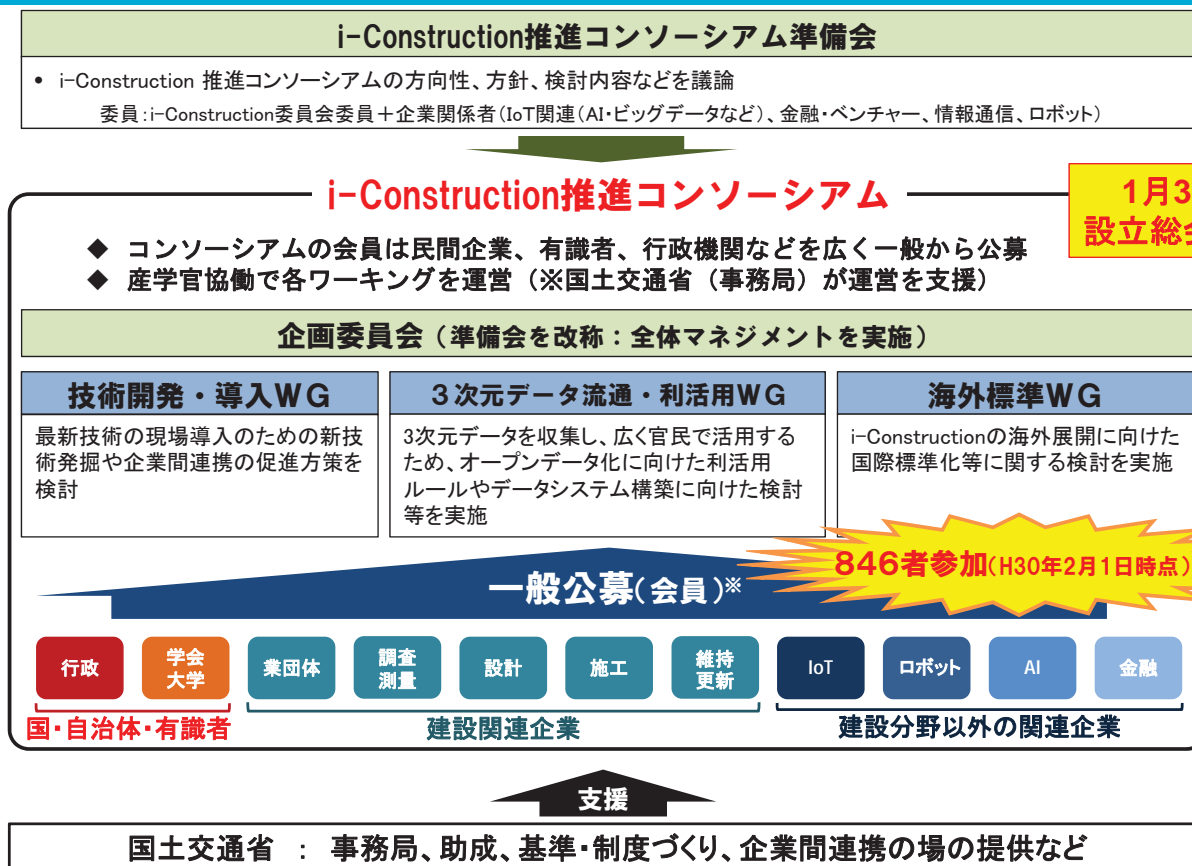 i-Construction推進コンソーシアム準備会
• i-Construction 推進コンソーシアムの方向性、方針、検討内容などを議論
委員：i-Construction委員会委員＋企業関係者（IoT関連（AI・ビッグデータなど）、金融・ベンチャー、情報通信、ロボット）
i-Construction推進コンソーシアム
1月3
設立総会
◆ コンソーシアムの会員は民間企業、有識者、行政機関などを広く一般から公募
◆ 産学官協働で各ワーキングを運営（※国土交通省（事務局）が運営を支援）
企画委員会（準備会を改称：全体マネジメントを実施）
技術開発・導入ＷＧ
最新技術の現場導入のための新技
術発掘や企業間連携の促進方策を
検討
３次元データ流通・利活用ＷＧ
3次元データを収集し、広く官民で活用する
ため、オープンデータ化に向けた利活用
ルールやデータシステム構築に向けた検討
等を実施
海外標準ＷＧ
i-Constructionの海外展開に向けた
国際標準化等に関する検討を実施
846者参加(H30年2月1日時点)
一般公募(会員)※
行政
学会
大学
業団体
調査
測量
設計
施工
維持
更新
IoT
ロボット
AI
金融
国・自治体・有識者
建設関連企業
建設分野以外の関連企業
支援
国土交通省 ： 事務局、助成、基準・制度づくり、企業間連携の場の提供など